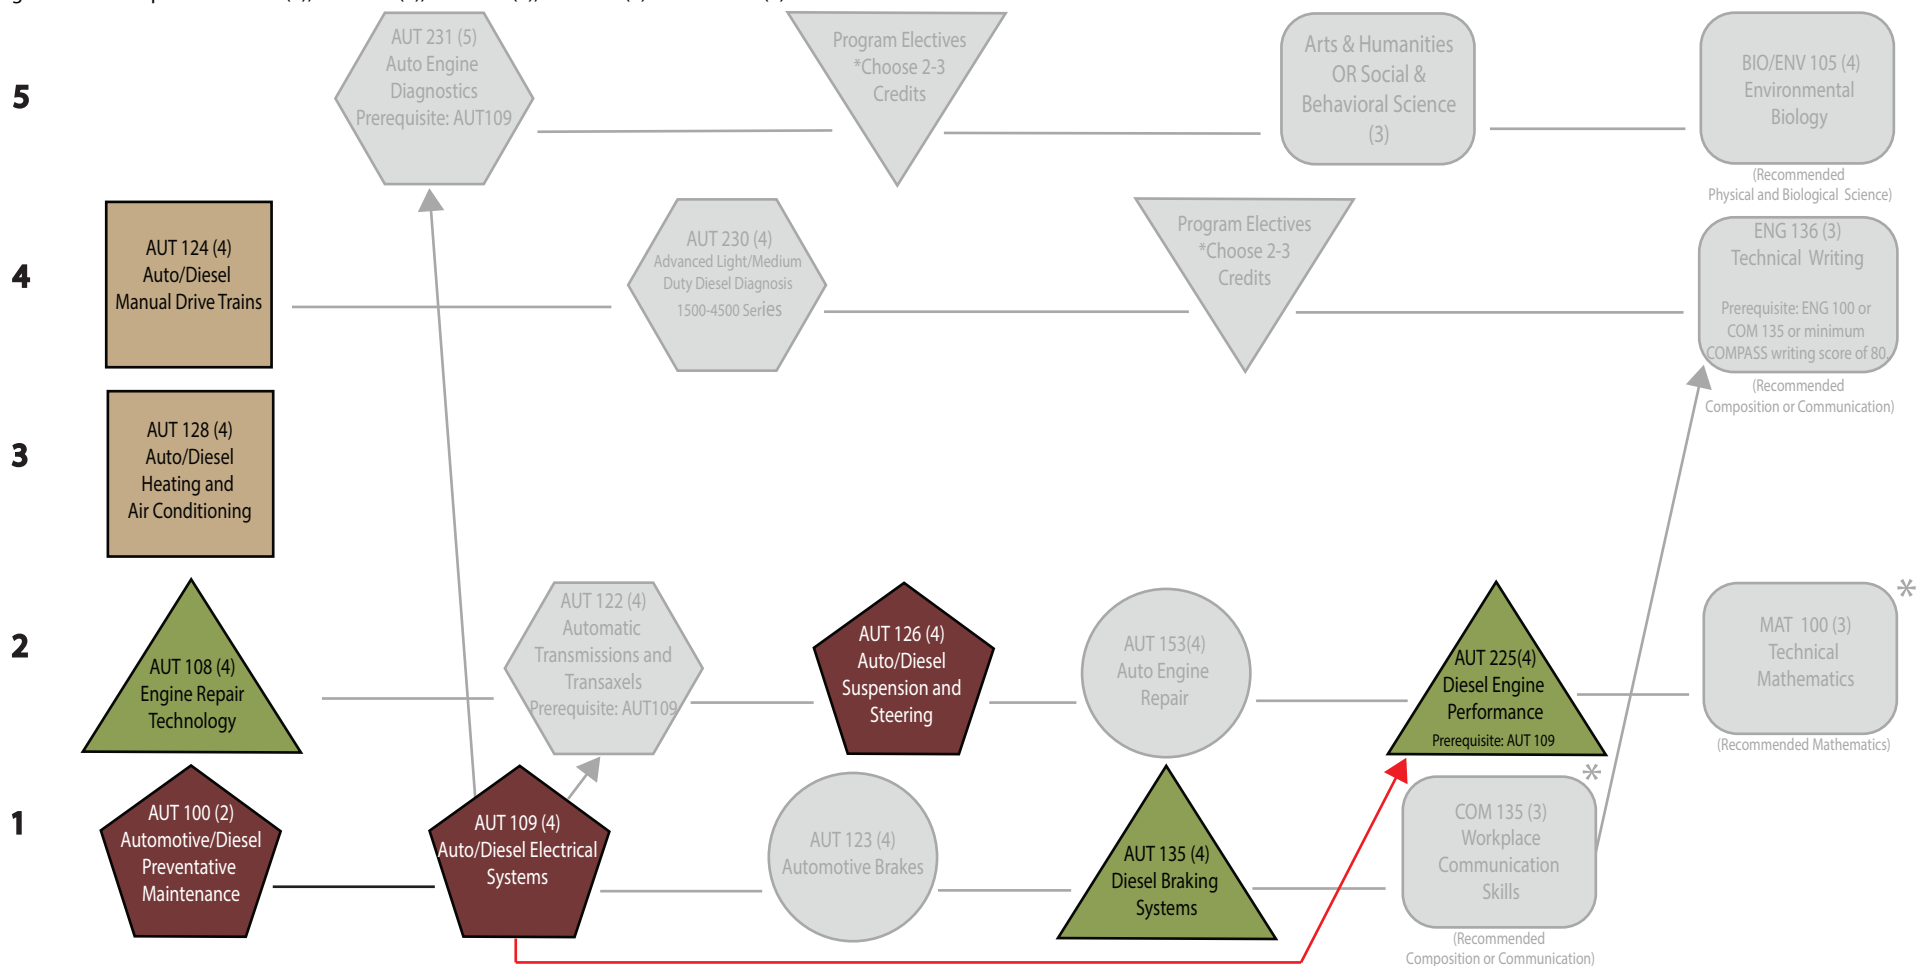 5
AUT 231 (5)
Auto Engine
Diagnostics
Prerequisite: AUT109
Program Electives
*Choose 2-3
Credits
Arts & Humanities
OR Social &
Behavioral Science
(3)
BIO/ENV 105 (4)
Environmental
Biology
(Recommended
Physical and Biological Science)
4
AUT 124 (4)
Auto/Diesel
Manual Drive Trains
AUT 230 (4)
Advanced Light/Medium
Duty Diesel Diagnosis
1500-4500 Series
Program Electives
*Choose 2-3
Credits
ENG 136 (3)
Technical Writing
Prerequisite: ENG 100 or
COM 135 or minimum
COMPASS writing score of 80.
(Recommended
Composition or Communication)
3
AUT 128 (4)
Auto/Diesel
Heating and
Air Conditioning
2
AUT 108 (4)
Engine Repair
Technology
AUT 122 (4)
Automatic
Transmissions and
Transaxels
Prerequisite: AUT109
AUT 126 (4)
Auto/Diesel
Suspension and
Steering
AUT 153(4)
Auto Engine
Repair
AUT 225(4)
Diesel Engine
Performance
Prerequisite: AUT 109
*
MAT 100 (3)
Technical
Mathematics
(Recommended Mathematics)
1
AUT 100 (2)
Automotive/Diesel
Preventative
Maintenance
AUT 109 (4)
Auto/Diesel Electrical
Systems
AUT 123 (4)
Automotive Brakes
AUT 135 (4)
Diesel Braking
Systems
*
COM 135 (3)
Workplace
Communication
Skills
(Recommended
Composition or Communication)